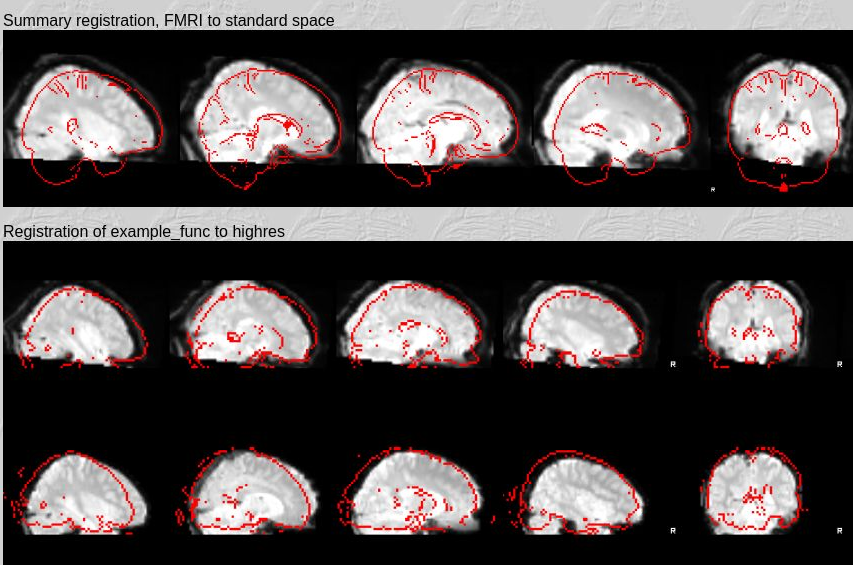 Summary registration, FMRI to standard space
R
Registration of example_func to highres
R
R
R
R